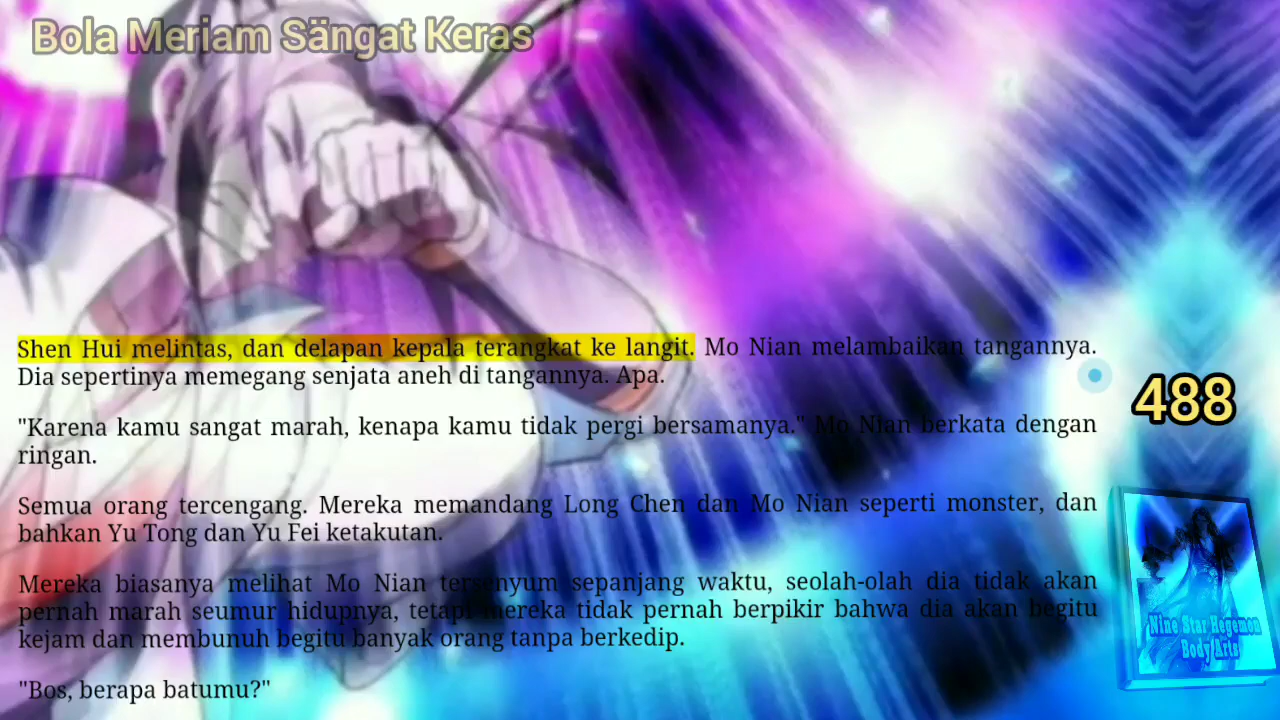 Bola Meriam Sängat Keras
Shen Hui melintas, dan delapan kepala terangkat ke langit. Mo Nian melambaikan tangannya.
Dia sepertinya memegang senjata aneh di tangannya. Apa.
"Karena kamu sangat marah, kenapa kamu tidak pergi bersamanya." Mo Nian berkata dengan
ringan.
Semua orang tercengang. Mereka memandang Long Chen dan Mo Nian seperti monster, dan
bahkan Yu Tong dan Yu Fei ketakutan.
Mereka biasanya melihat Mo Nian tersenyum sepanjang waktu, seolah-olah dia tidak akan
pernah marah seumur hidupnya, tetapi mereka tidak pernah berpikir bahwa dia akan begitu
kejam dan membunuh begitu banyak orang tanpa berkedip.
"Bos, berapa batumu?"
488
Nine Star Hegemon
Body Arts